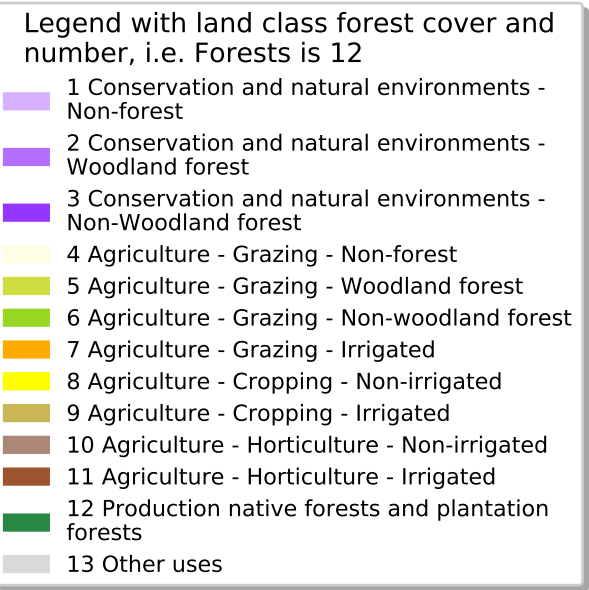 Legend with land class forest cover and
number, i.e. Forests is 12
1 Conservation and natural environments -
Non-forest
2 Conservation and natural environments -
Woodland forest
3 Conservation and natural environments -
Non-Woodland forest
4 Agriculture - Grazing - Non-forest
5 Agriculture - Grazing - Woodland forest
6 Agriculture - Grazing - Non-woodland forest
7 Agriculture - Grazing - Irrigated
8 Agriculture - Cropping - Non-irrigated
9 Agriculture - Cropping - Irrigated
10 Agriculture - Horticulture - Non-irrigated
11 Agriculture - Horticulture - Irrigated
12 Production native forests and plantation
forests
13 Other uses